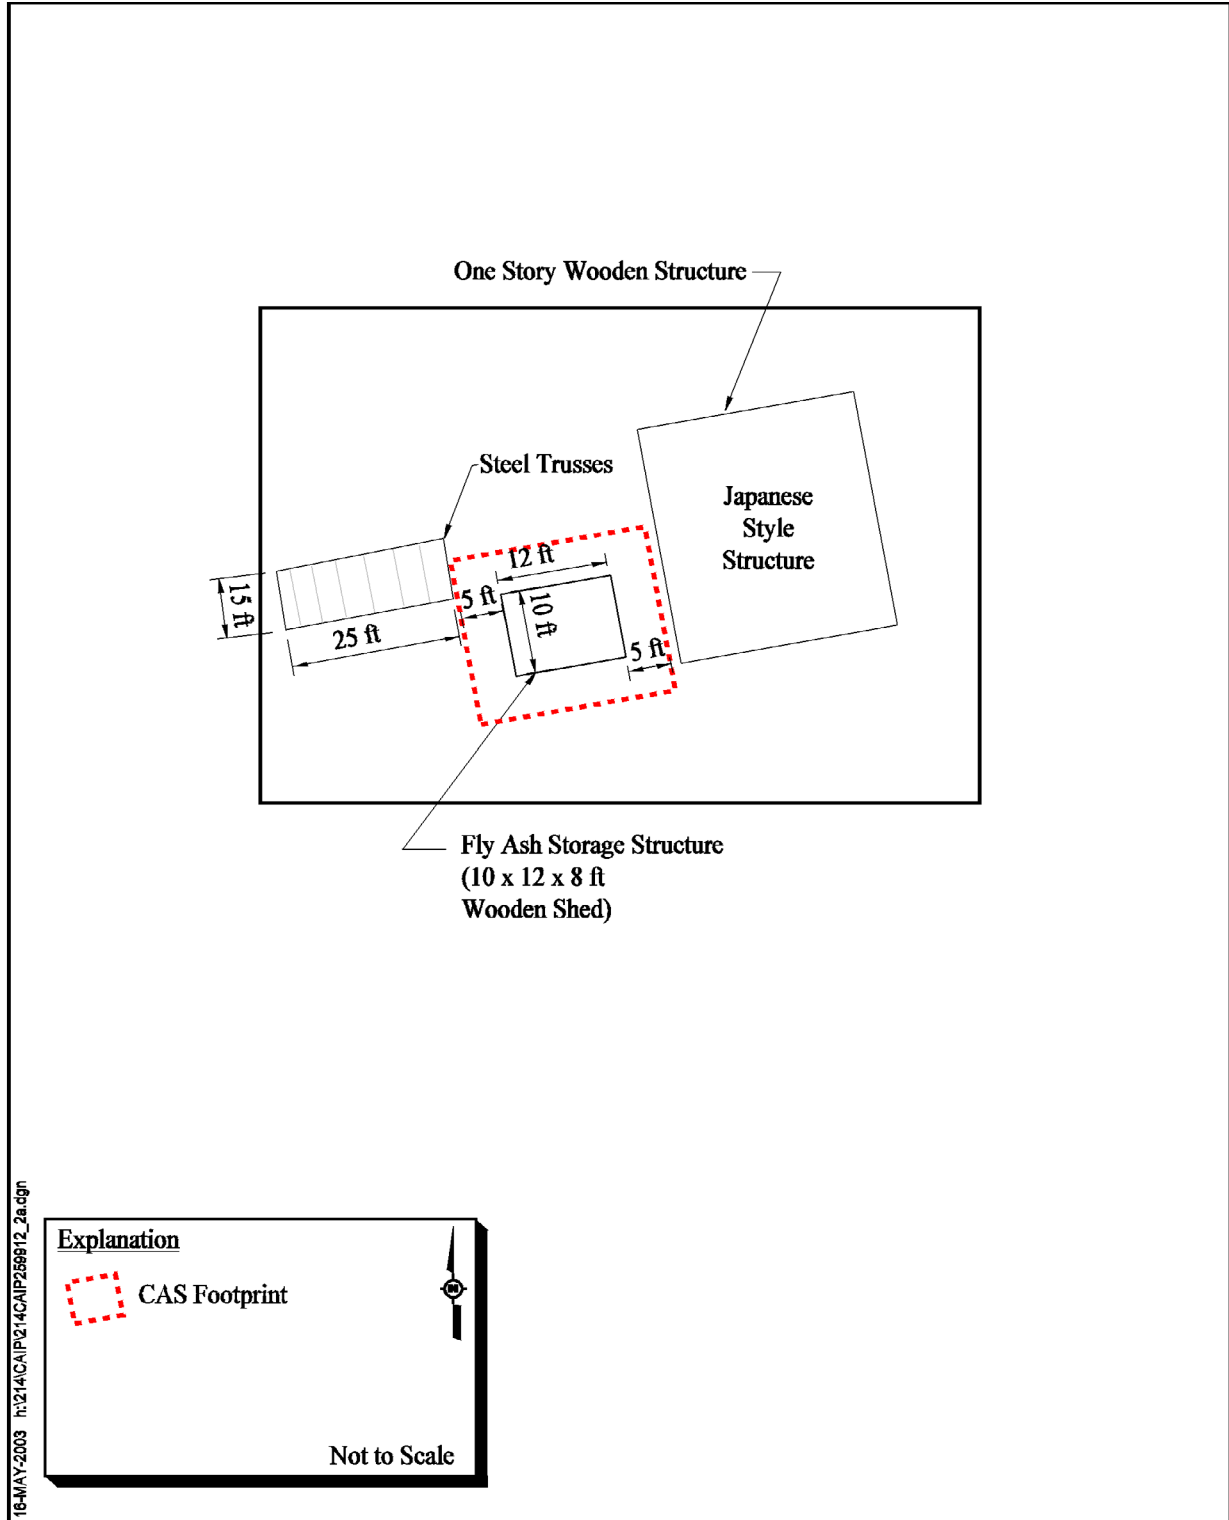 One Story Wooden Structure
Steel Trusses
Japanese
Style
Structure
12 ft
5 ft
10 ft
15 ft
25 ft
5 ft
Fly Ash Storage Structure
(10 x 12 x 8 ft
Wooden Shed)
Explanation
N
CAS Footprint
Not to Scale
16-MAY-2003 h:\214\CAIP\214CAIP259912_2a.dgn